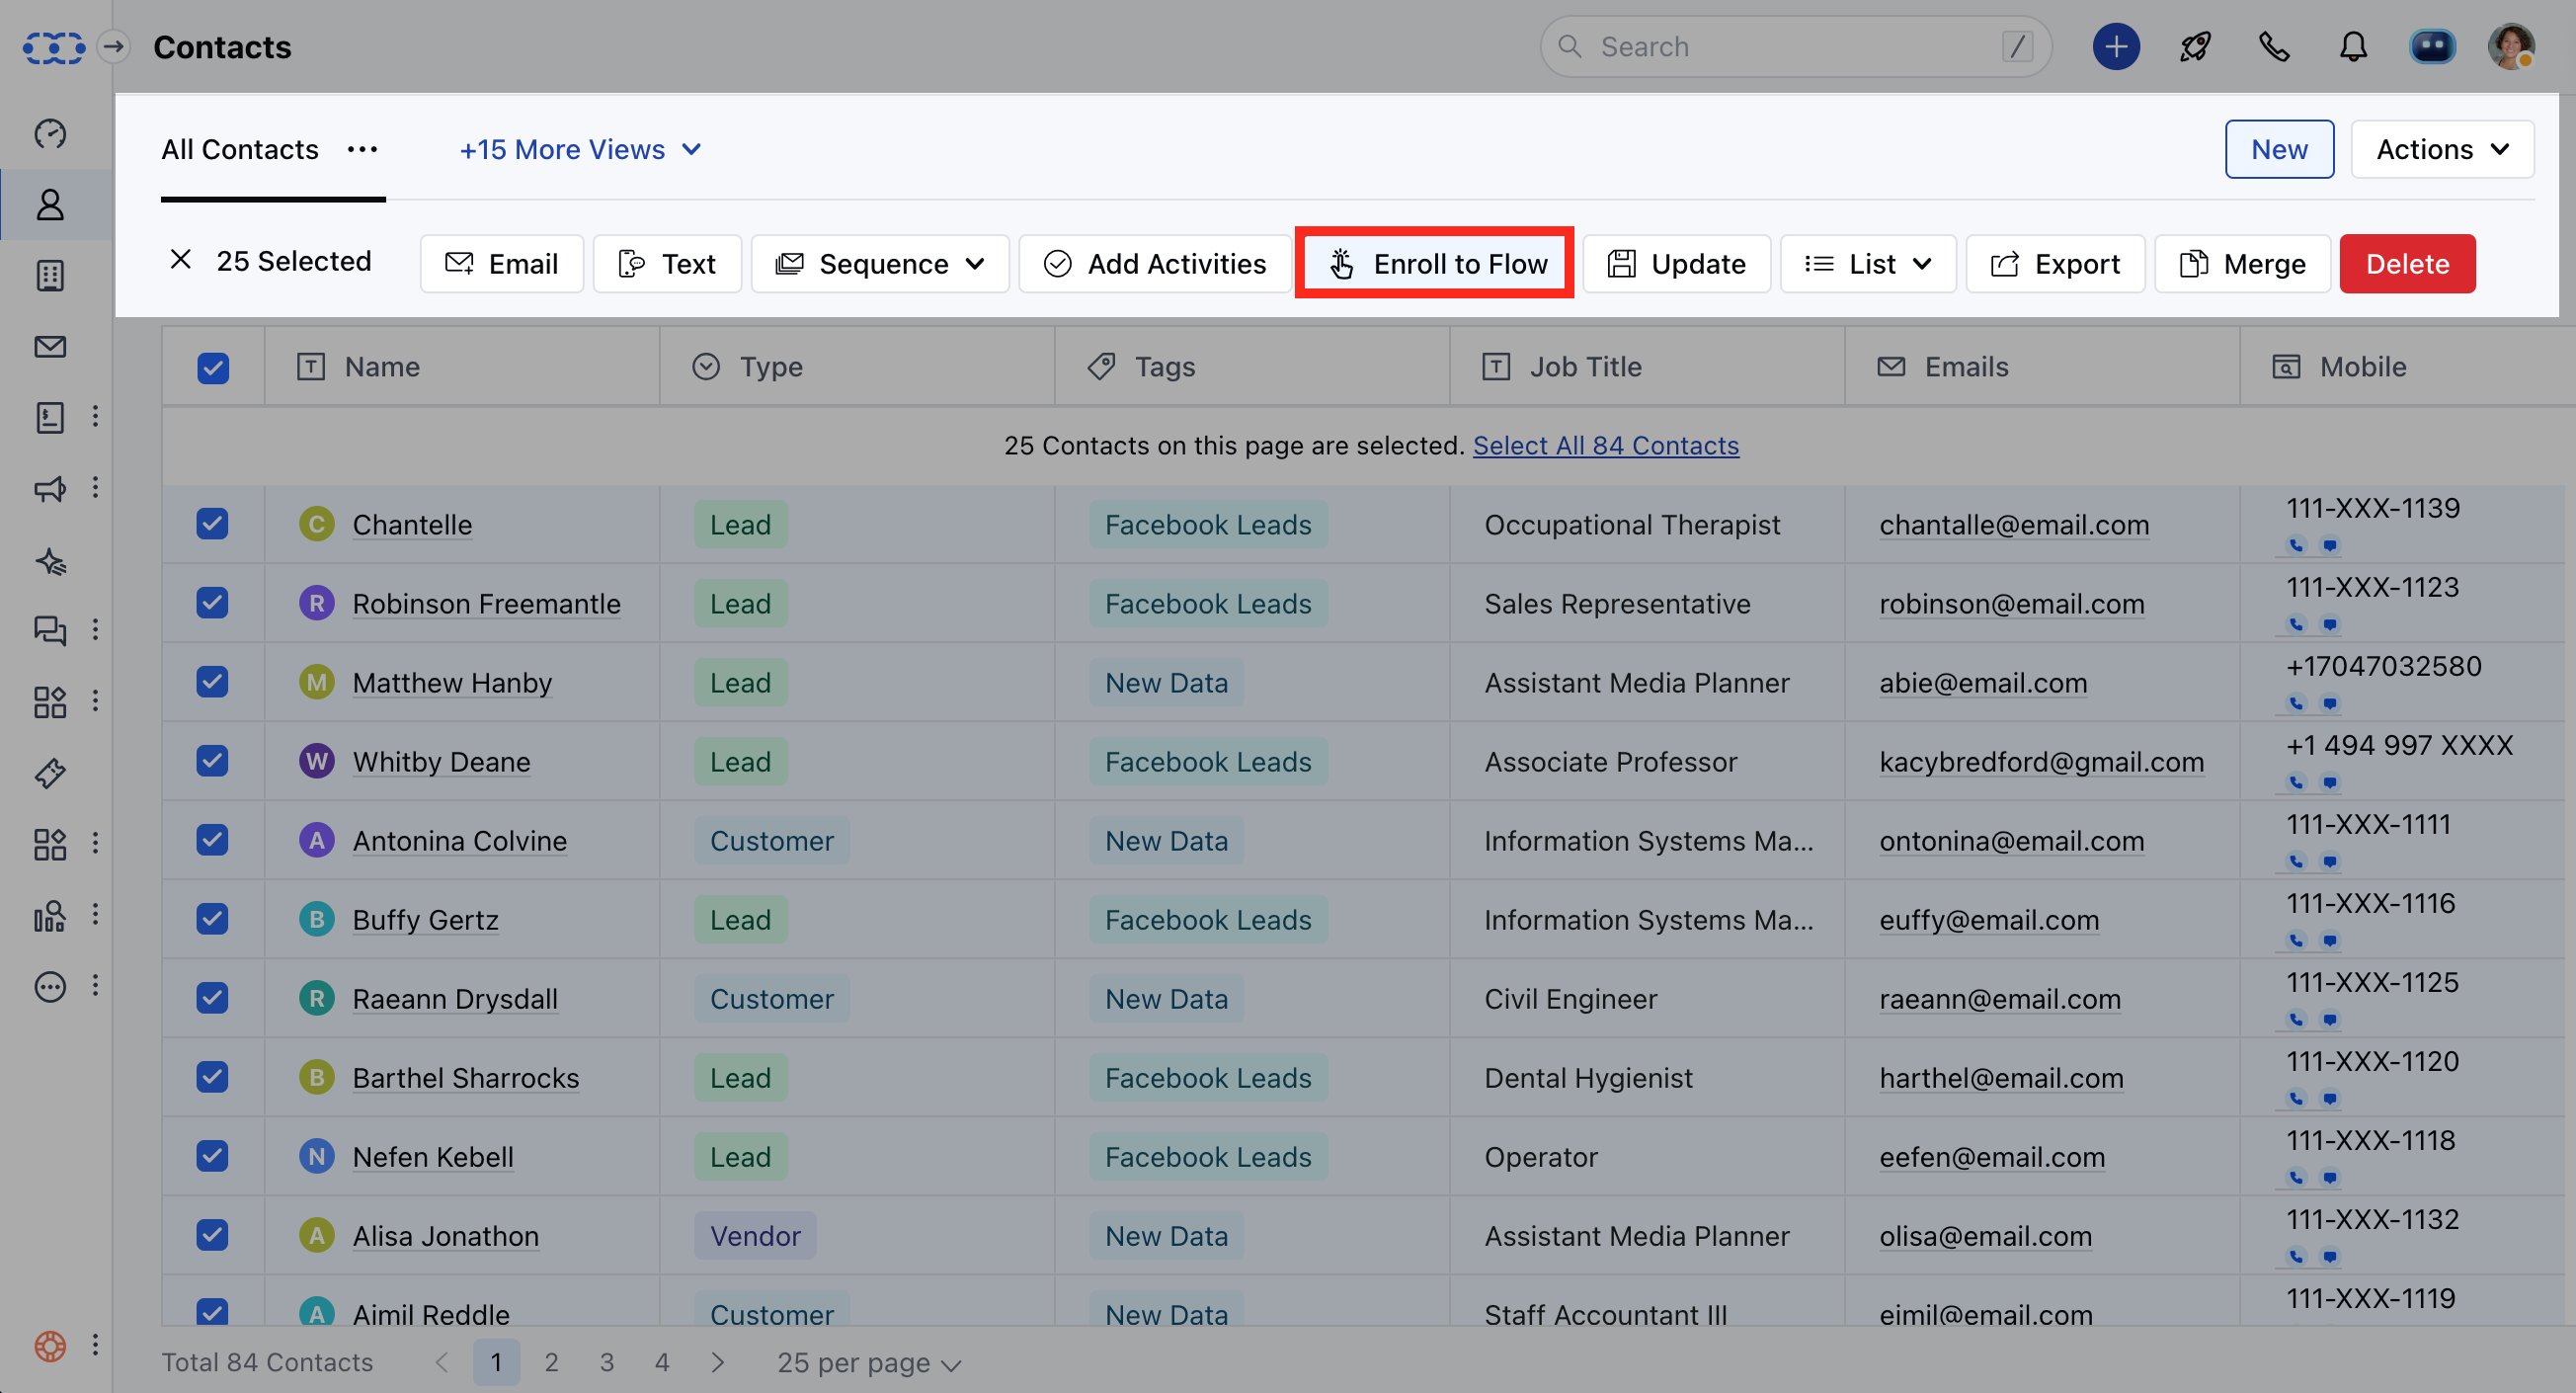 Contacts
Search /
All Contacts ••• +15 More Views New Actions
25 Selected Email Text Sequence Add Activities Enroll to Flow Update List Export Merge Delete
Name Type Tags Job Title Emails Mobile
25 Contacts on this page are selected. Select All 84 Contacts
C Chantelle Lead Facebook Leads Occupational Therapist chantalle@email.com 111-XXX-1139
R Robinson Freemantle Lead Facebook Leads Sales Representative robinson@email.com 111-XXX-1123
M Matthew Hanby Lead New Data Assistant Media Planner abie@email.com +17047032580
W Whitby Deane Lead Facebook Leads Associate Professor kacybredford@gmail.com +1 494 997 XXXX
A Antonina Colvine Customer New Data Information Systems Ma... ontonina@email.com 111-XXX-1111
B Buffy Gertz Lead Facebook Leads Information Systems Ma... euffy@email.com 111-XXX-1116
R Raeann Drysdall Customer New Data Civil Engineer raeann@email.com 111-XXX-1125
B Barthel Sharrocks Lead Facebook Leads Dental Hygienist harthel@email.com 111-XXX-1120
N Nefen Kebell Lead Facebook Leads Operator eefen@email.com 111-XXX-1118
A Alisa Jonathon Vendor New Data Assistant Media Planner olisa@email.com 111-XXX-1132
A Aimil Reddle Customer New Data Staff Accountant III eimil@email.com 111-XXX-1119
Total 84 Contacts 1 2 3 4 25 per page